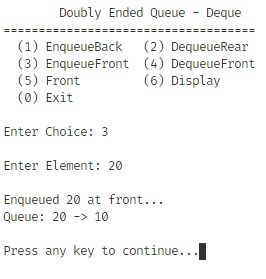 Doubly Ended Queue - Deque
====================================
(1) EnqueueBack (2) DequeueRear
(3) EnqueueFront (4) DequeueFront
(5) Front (6) Display
(0) Exit
Enter Choice: 3
Enter Element: 20
Enqueued 20 at front...
Queue: 20 -> 10
Press any key to continue...